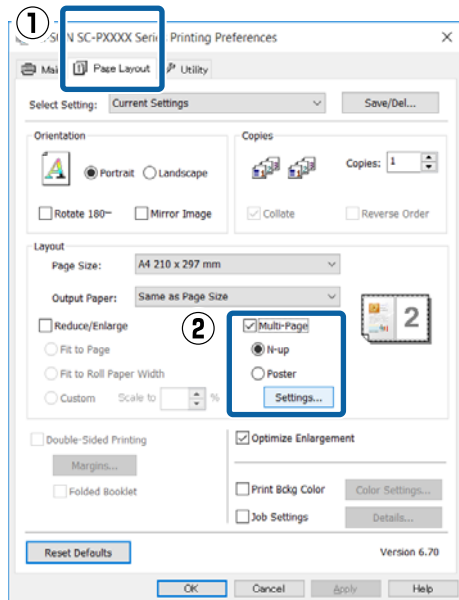 ①
SC-PXXXX Serie Printing Preferences
Mai Page Layout Utility
Select Setting: Current Settings Save/Del...
Orientation Copies
Portrait Landscape Copies: 1
Rotate 180° Mirror Image Collate Reverse Order
Layout
Page Size: A4 210 x 297 mm
Output Paper: Same as Page Size
Reduce/Enlarge ② Multi-Page 2
Fit to Page N-up
Fit to Roll Paper Width Poster
Custom Scale to % Settings...
Double-Sided Printing Optimize Enlargement
Margins...
Folded Booklet Print Bckg Color Color Settings...
Job Settings Details...
Reset Defaults Version 6.70
OK Cancel Apply Help